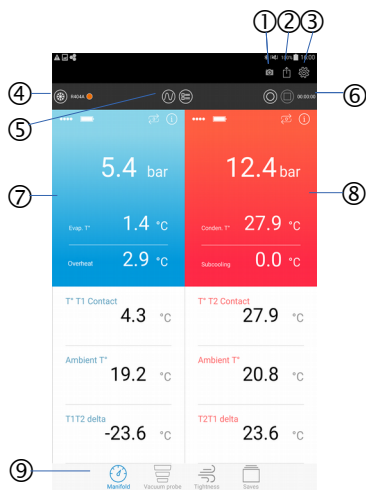 ① ② ③
100% 16:00
④ R404A ⑤ 00:00:00 ⑥
⑦ 5.4 bar 12.4 bar ⑧
Evap. T° 1.4 °C Conden. T° 27.9 °C
Overheat 2.9 °C Subcooling 0.0 °C
T° T1 Contact T° T2 Contact
4.3 °C 27.9 °C
Ambient T° Ambient T°
19.2 °C 20.8 °C
T1T2 delta T2T1 delta
-23.6 °C 23.6 °C
⑨ Manifold Vacuum probe Tightness Saves